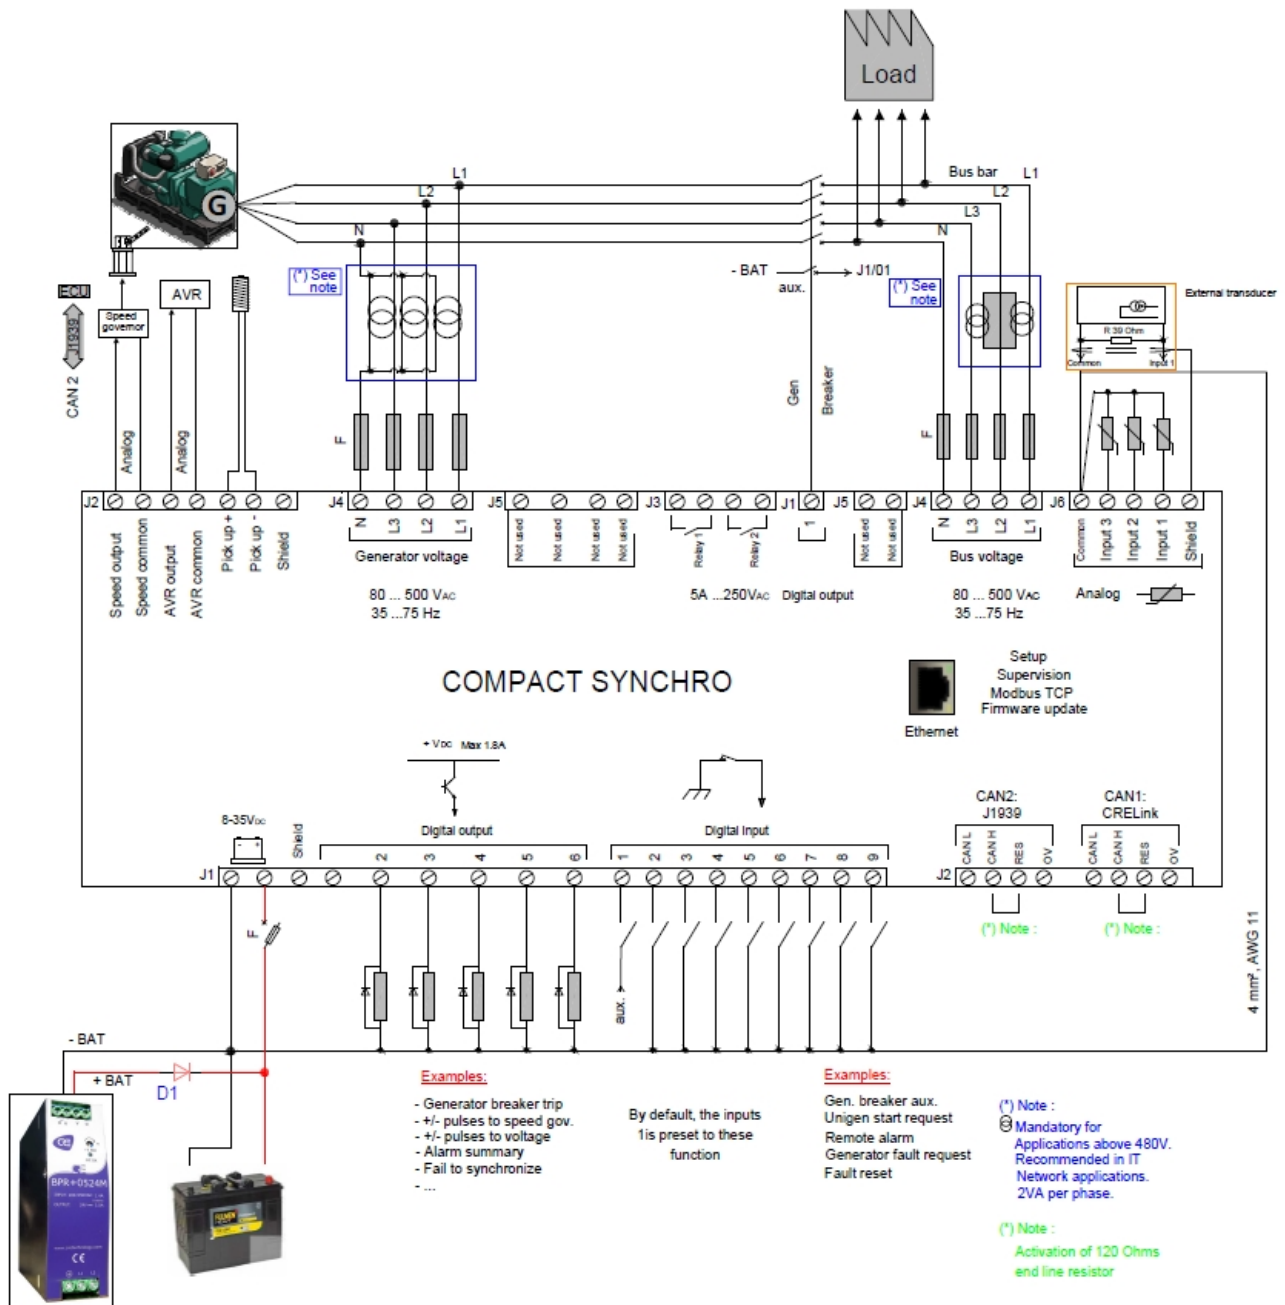 Load
L1
Bus bar
L1
L2
L2
L3
N
N
G
(*) See
note
- BAT
J1/01
aux.
(*) See
note
External transducer
R 39 Ohm
Common
Input 1
ECU
J1939
CAN 2
AVR
Speed
governor
Analog
Analog
F
Gen
Breaker
F
J2
J4
J5
J3
J1
J5
J4
J6
Speed output
Speed common
AVR output
AVR common
Pick up +
Pick up -
Shield
N
L3
L2
L1
Generator voltage
80 ... 500 VAC
35 ...75 Hz
Not used
Not used
Not used
Not used
Relay 1
Relay 2
5A ...250VAC
1
Digital output
Not used
Not used
N
L3
L2
L1
Bus voltage
80 ... 500 VAC
35 ...75 Hz
Common
Input 3
Input 2
Input 1
Shield
Analog
COMPACT SYNCHRO
Setup
Supervision
Modbus TCP
Firmware update
Ethernet
+ VDC Max 1.8A
8-35VDC
Shield
Digital output
2
3
4
5
6
Digital Input
1
2
3
4
5
6
7
8
9
CAN2:
J1939
CAN L
CAN H
RES
OV
CAN1:
CRELink
CAN L
CAN H
RES
OV
J1
J2
(*) Note :
(*) Note :
F
aux.
4 mm², AWG 11
- BAT
+ BAT
D1
BPR+0524M
CE
FULMEN
Examples:
- Generator breaker trip
- +/- pulses to speed gov.
- +/- pulses to voltage
- Alarm summary
- Fail to synchronize
- ...
By default, the inputs
1is preset to these
function
Examples:
Gen. breaker aux.
Unigen start request
Remote alarm
Generator fault request
Fault reset
(*) Note :
Mandatory for
Applications above 480V.
Recommended in IT
Network applications.
2VA per phase.
(*) Note :
Activation of 120 Ohms
end line resistor